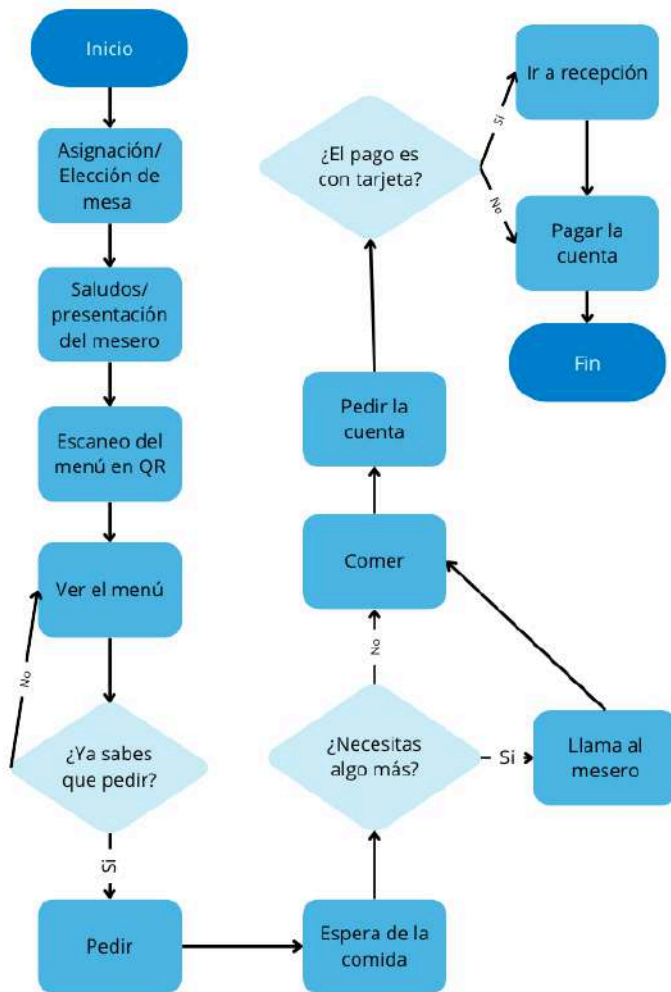 Inicio
Asignación/
Elección de
mesa
Saludos/
presentación
del mesero
Escaneo del
menú en QR
Ver el menú
No
¿Ya sabes
que pedir?
Si
Pedir
Espera de la
comida
¿Necesitas
algo más?
Si
Llama al
mesero
No
Comer
Pedir la
cuenta
¿El pago es
con tarjeta?
Si
Ir a recepción
No
Pagar la
cuenta
Fin